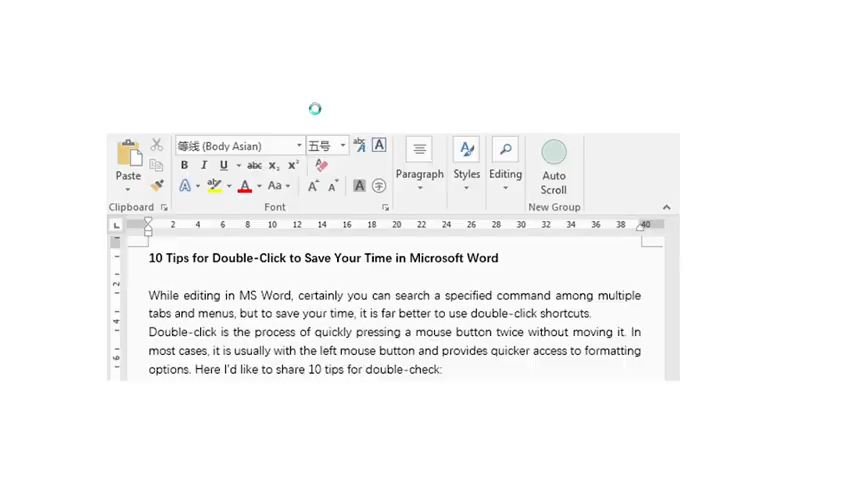 等线 (Body Asian) 五号 abc A A
B I U abc X₂ X²
Paste Paragraph Styles Editing Auto Scroll
A aby A Aa A A A 字
Clipboard Font New Group
L 2 4 6 8 10 12 14 16 18 20 22 24 26 28 30 32 34 36 38 40
10 Tips for Double-Click to Save Your Time in Microsoft Word
2
While editing in MS Word, certainly you can search a specified command among multiple
tabs and menus, but to save your time, it is far better to use double-click shortcuts.
4
Double-click is the process of quickly pressing a mouse button twice without moving it. In
most cases, it is usually with the left mouse button and provides quicker access to formatting
6
options. Here I'd like to share 10 tips for double-check: